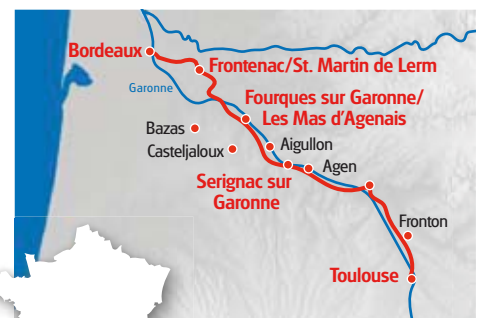 Bordeaux
Frontenac/St. Martin de Lerm
Garonne
Fourques sur Garonne/
Les Mas d'Agenais
Bazas
Casteljaloux
Aigullon
Agen
Serignac sur
Garonne
Fronton
Toulouse